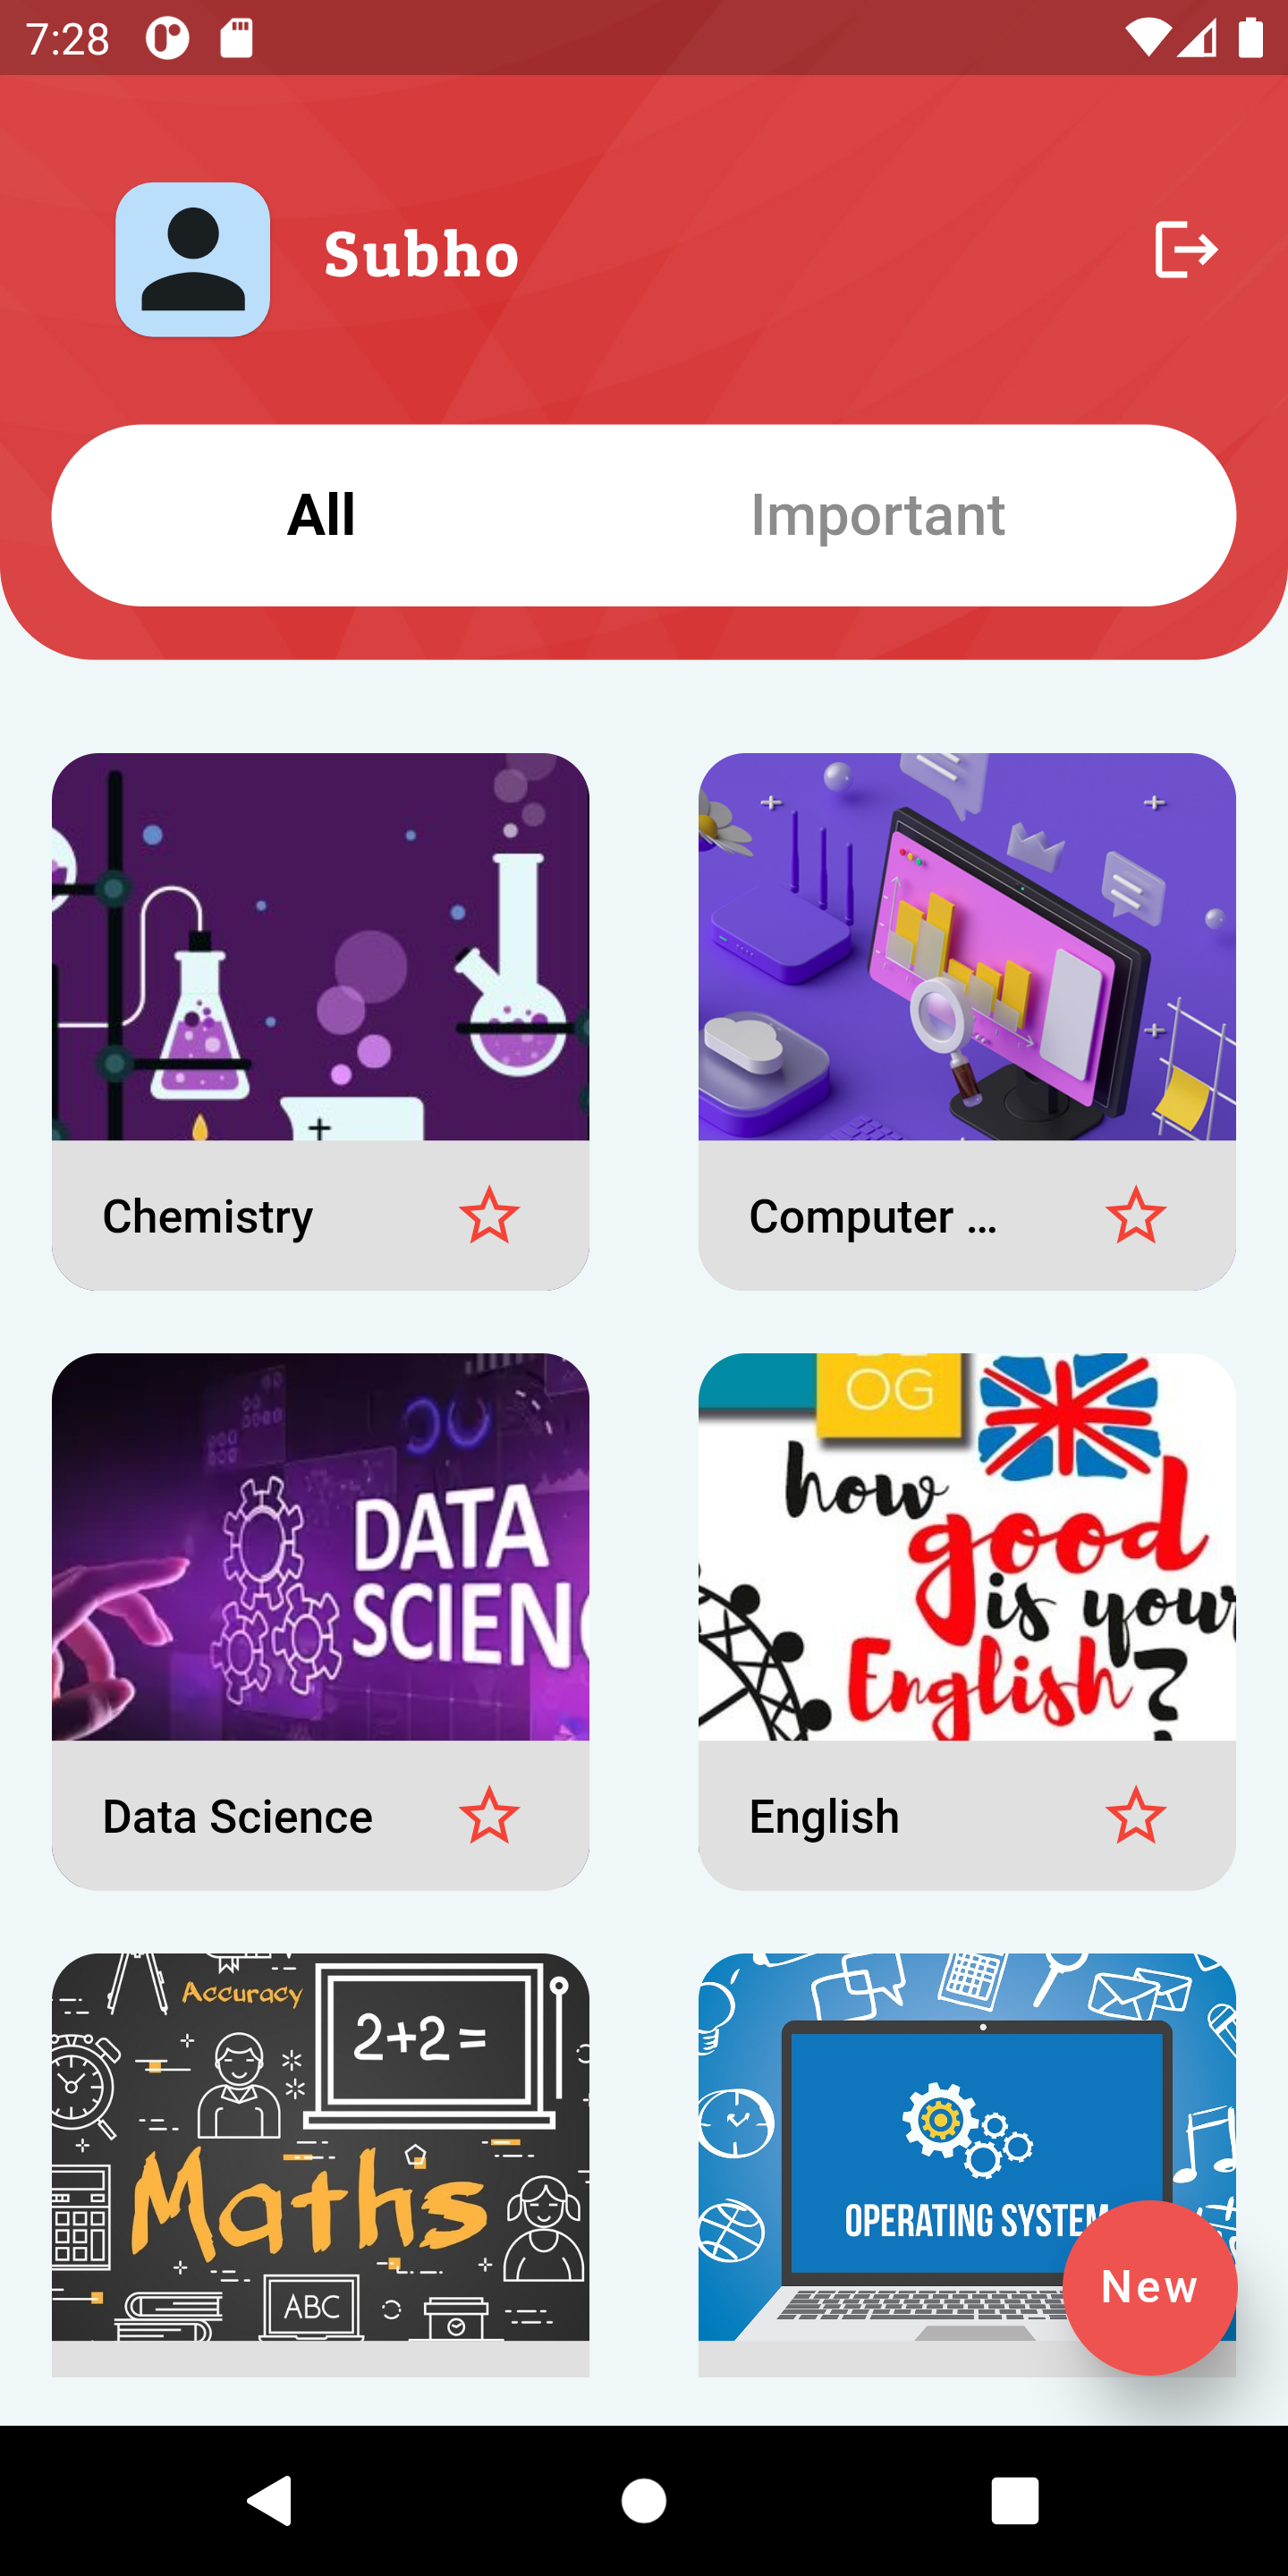 7:28
Subho
All
Important
Chemistry
Computer ...
OG
how
good
is your
English?
DATA
SCIENC
Data Science
English
Accuracy
2+2=
Maths
ABC
OPERATING SYSTEM
New